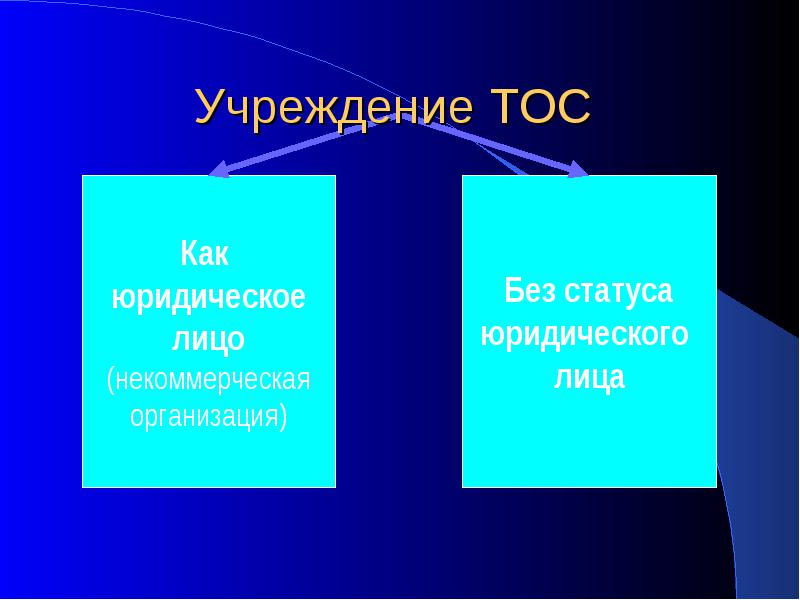 Учреждение ТОС
Как
юридическое
лицо
(некоммерческая
организация)
Без статуса
юридического
лица